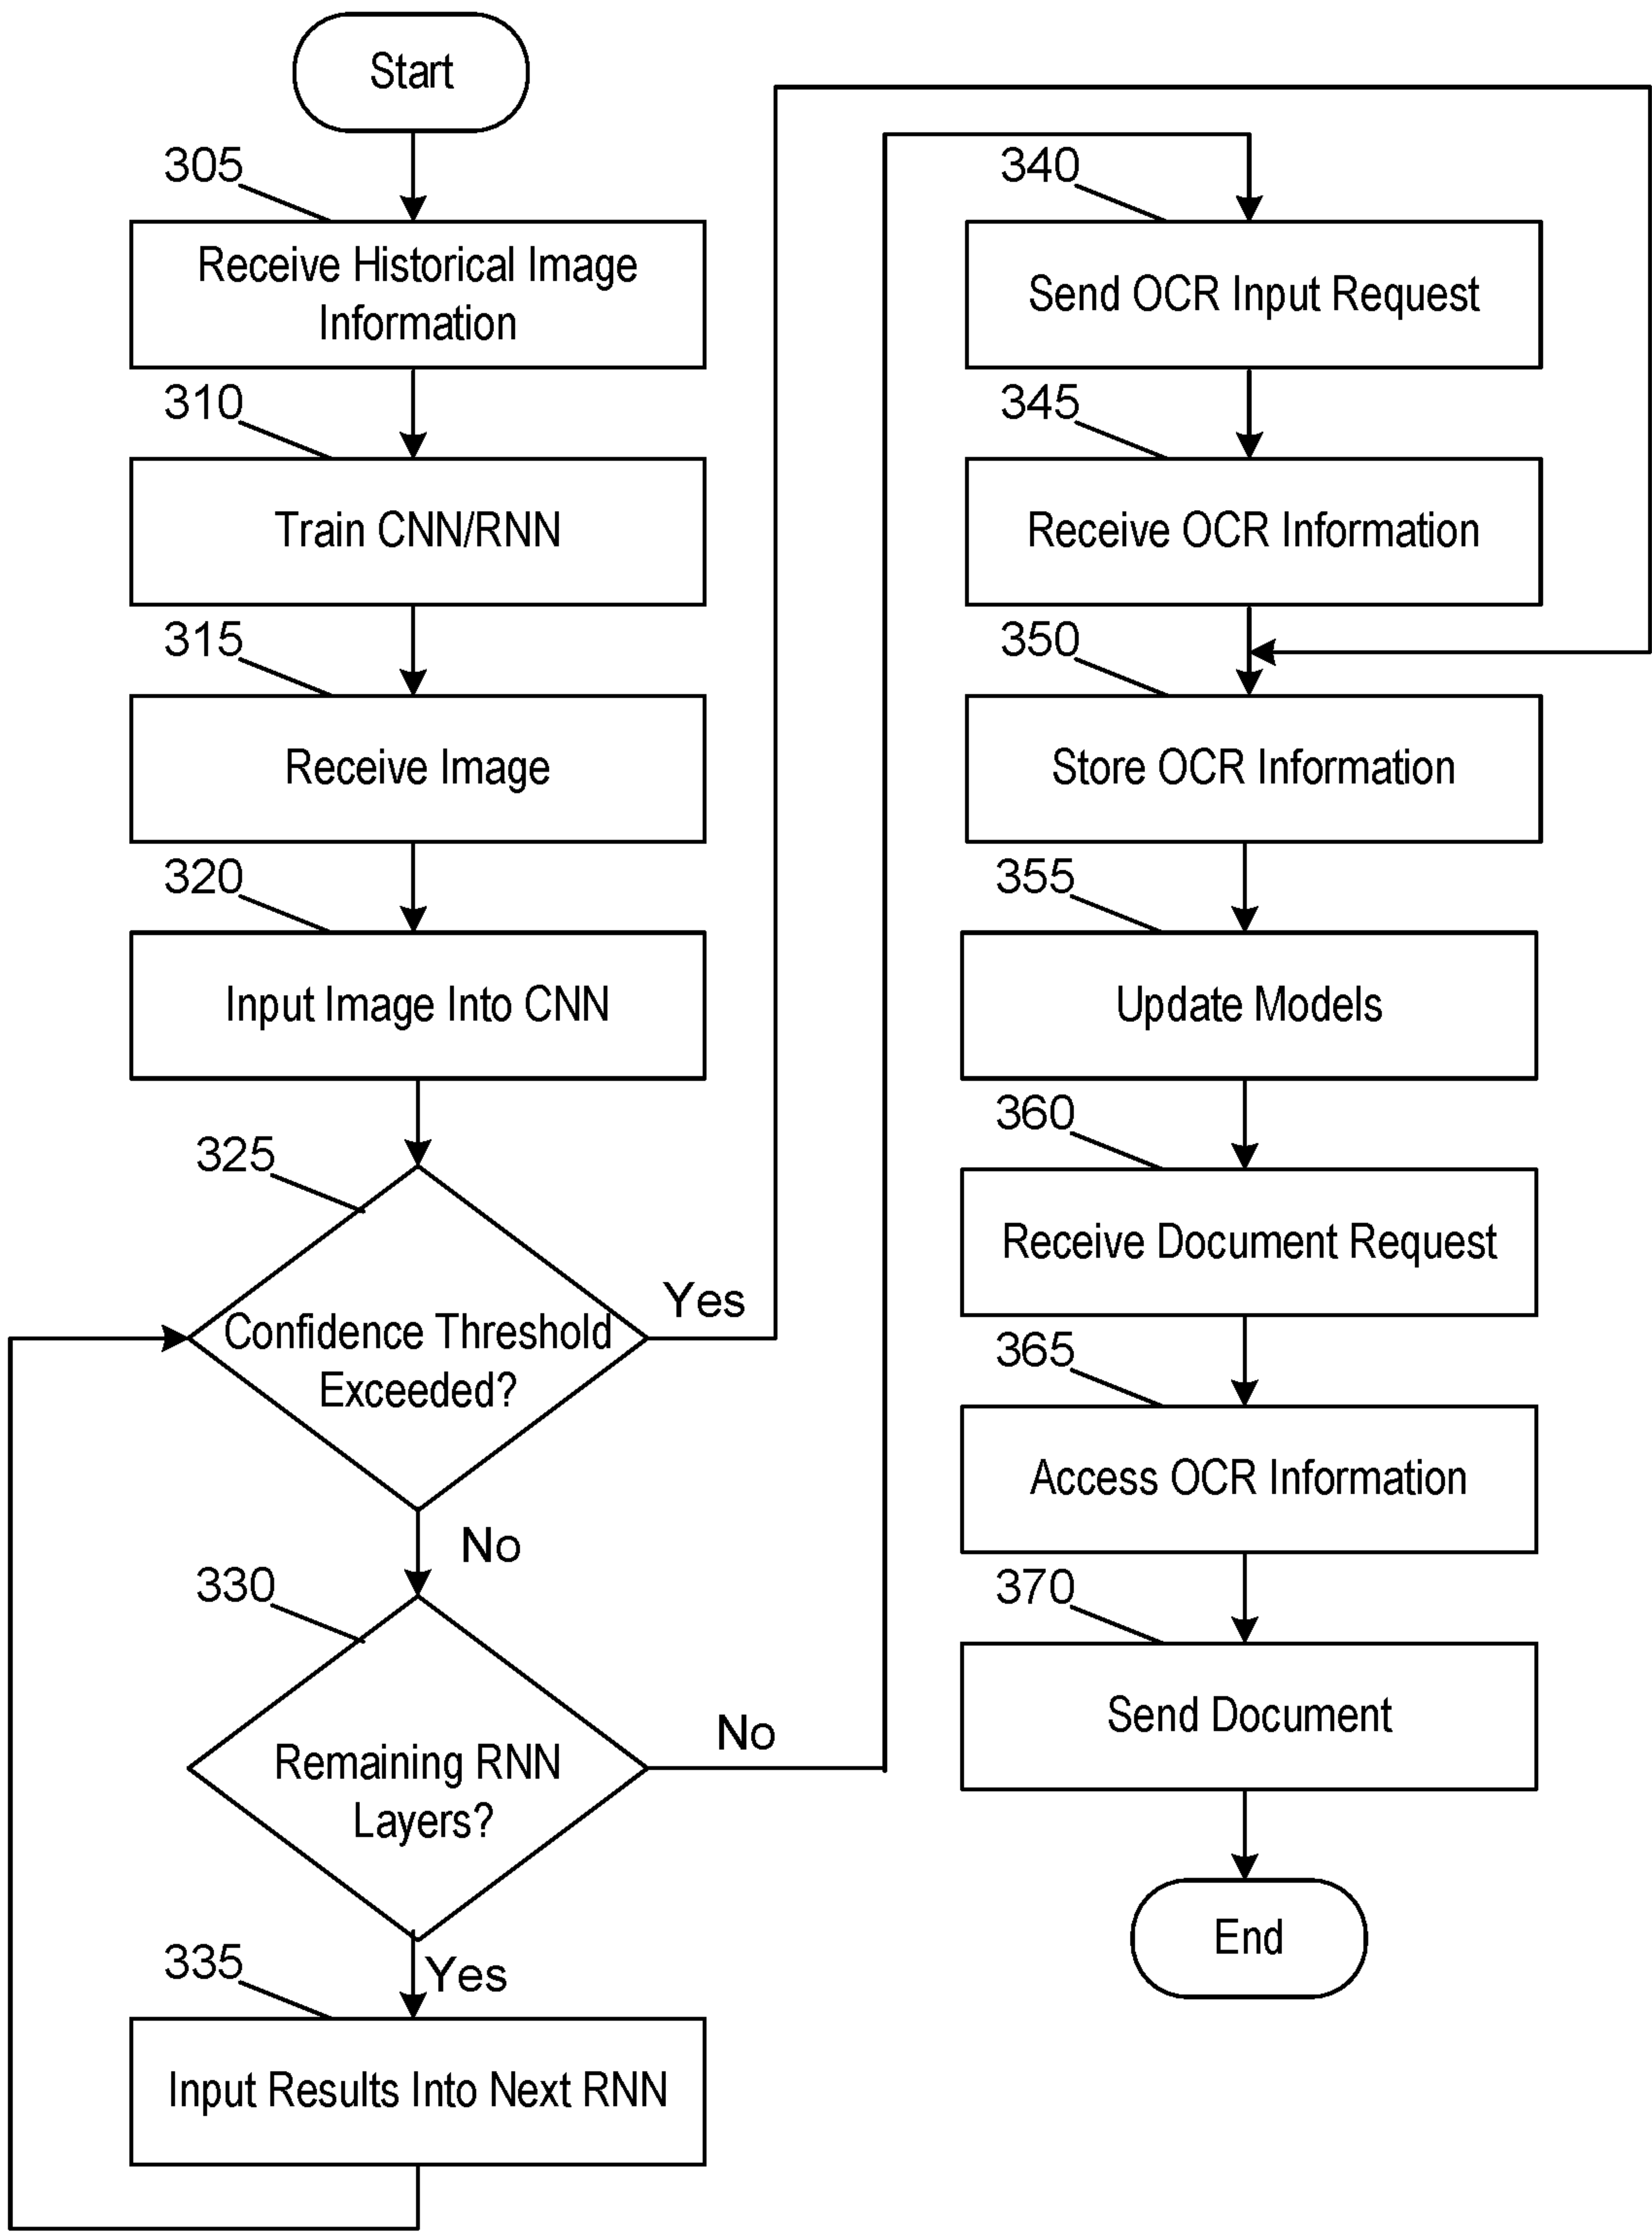 Start
305
Receive Historical Image
Information
310
Train CNN/RNN
315
Receive Image
320
Input Image Into CNN
325
Confidence Threshold
Exceeded?
Yes
No
330
Remaining RNN
Layers?
No
Yes
335
Input Results Into Next RNN
340
Send OCR Input Request
345
Receive OCR Information
350
Store OCR Information
355
Update Models
360
Receive Document Request
365
Access OCR Information
370
Send Document
End